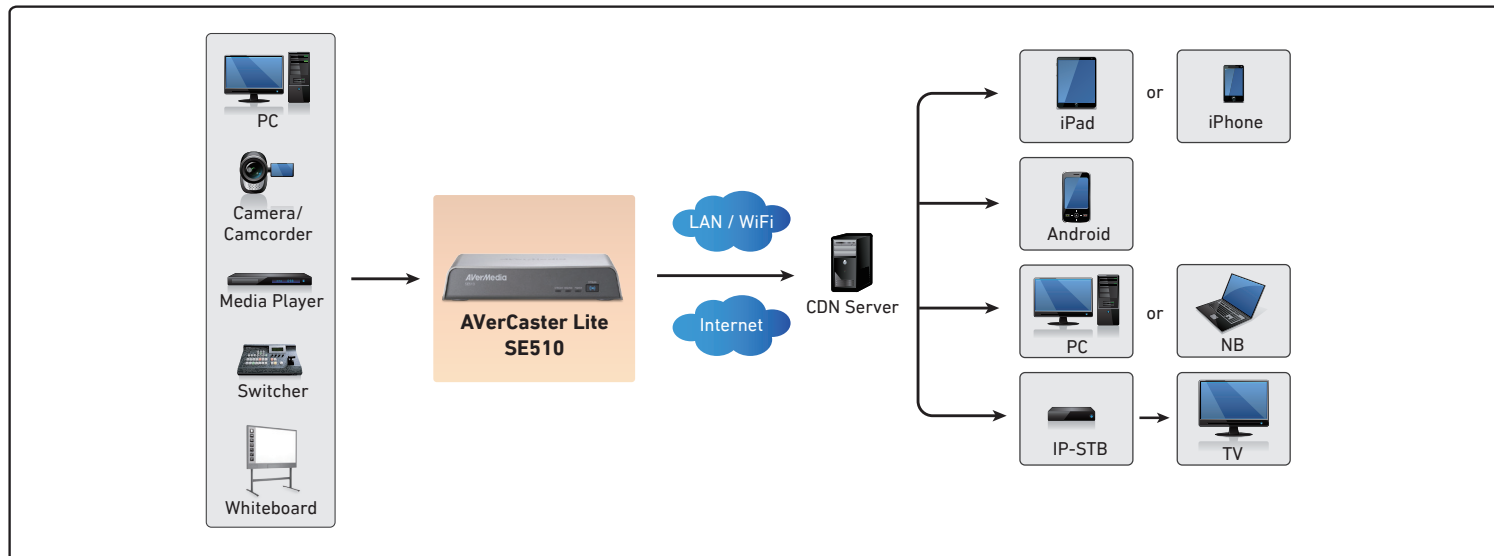 PC
Camera/
Camcorder
Media Player
Switcher
Whiteboard
AVerMedia
AVerCaster Lite
SE510
LAN / WiFi
Internet
CDN Server
iPad
or
iPhone
Android
PC
or
NB
IP-STB
TV